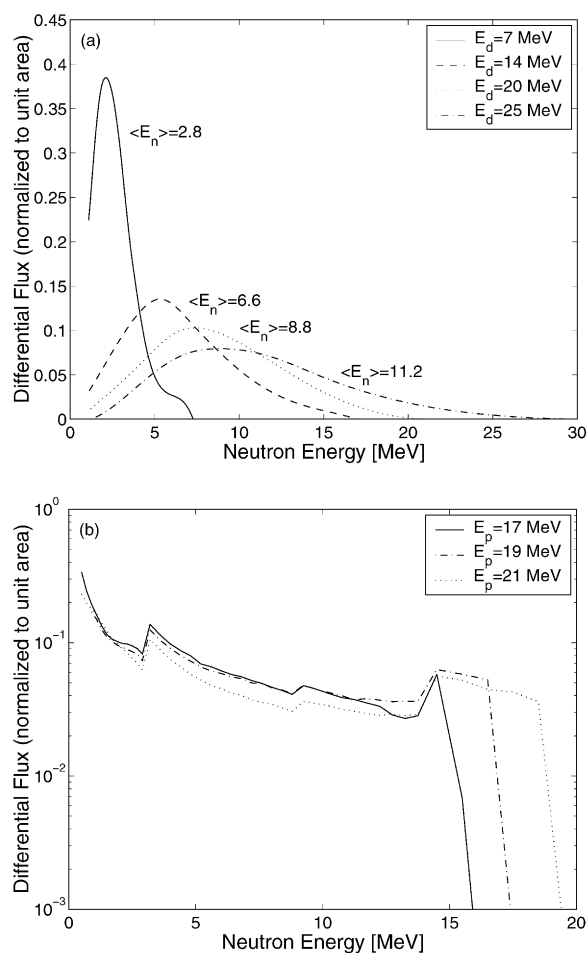 (a)
E_d=7 MeV
E_d=14 MeV
E_d=20 MeV
E_d=25 MeV
0.45
0.4
0.35
0.3
0.25
0.2
0.15
0.1
0.05
0
Differential Flux (normalized to unit area)
<E_n>=2.8
<E_n>=6.6
<E_n>=8.8
<E_n>=11.2
0 5 10 15 20 25 30
Neutron Energy [MeV]
(b)
E_p=17 MeV
E_p=19 MeV
E_p=21 MeV
10^0
10^-1
10^-2
10^-3
Differential Flux (normalized to unit area)
0 5 10 15 20
Neutron Energy [MeV]